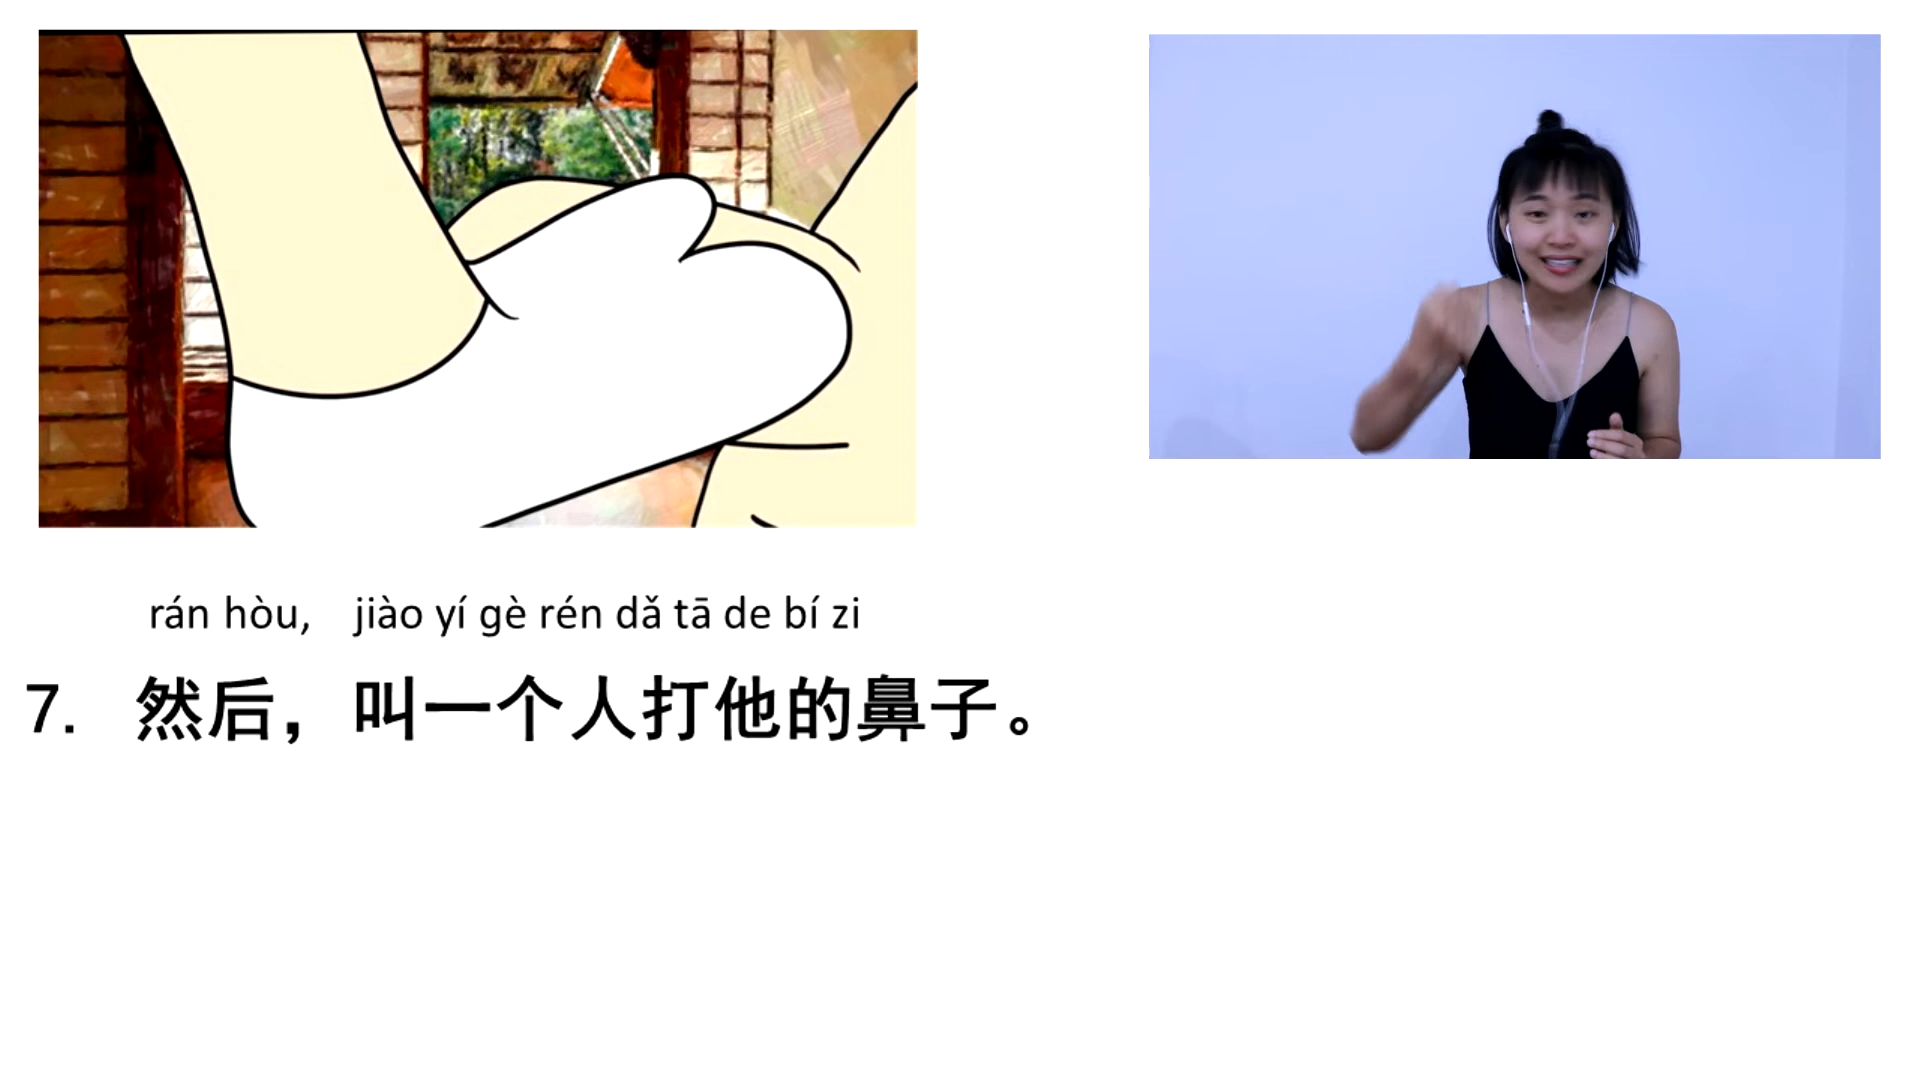 rán hòu, jiào yí gè rén dǎ tā de bí zi
7. 然后，叫一个人打他的鼻子。